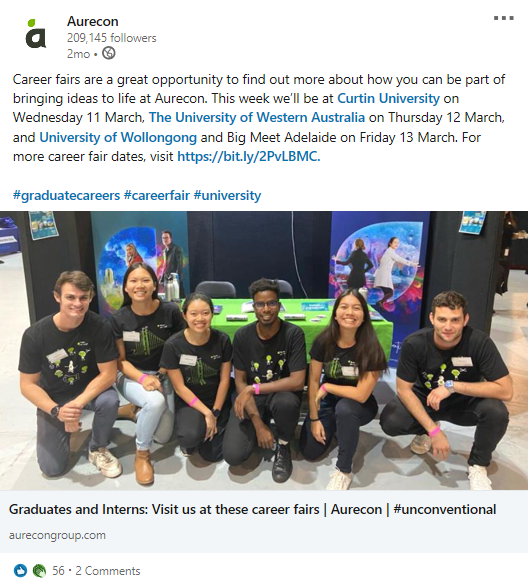 Aurecon
209,145 followers
2mo •
Career fairs are a great opportunity to find out more about how you can be part of
bringing ideas to life at Aurecon. This week we'll be at Curtin University on
Wednesday 11 March, The University of Western Australia on Thursday 12 March,
and University of Wollongong and Big Meet Adelaide on Friday 13 March. For
more career fair dates, visit https://bit.ly/2PvLBMC.
#graduatecareers #careerfair #university
Graduates and Interns: Visit us at these career fairs | Aurecon | #unconventional
aurecongroup.com
56 • 2 Comments